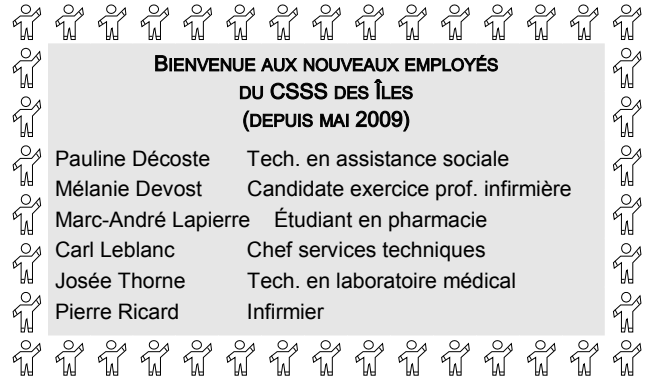 BIENVENUE AUX NOUVEAUX EMPLOYÉS
DU CSSS DES ÎLES
(DEPUIS MAI 2009)
Pauline Décoste Tech. en assistance sociale
Mélanie Devost Candidate exercice prof. infirmière
Marc-André Lapierre Étudiant en pharmacie
Carl Leblanc Chef services techniques
Josée Thorne Tech. en laboratoire médical
Pierre Ricard Infirmier